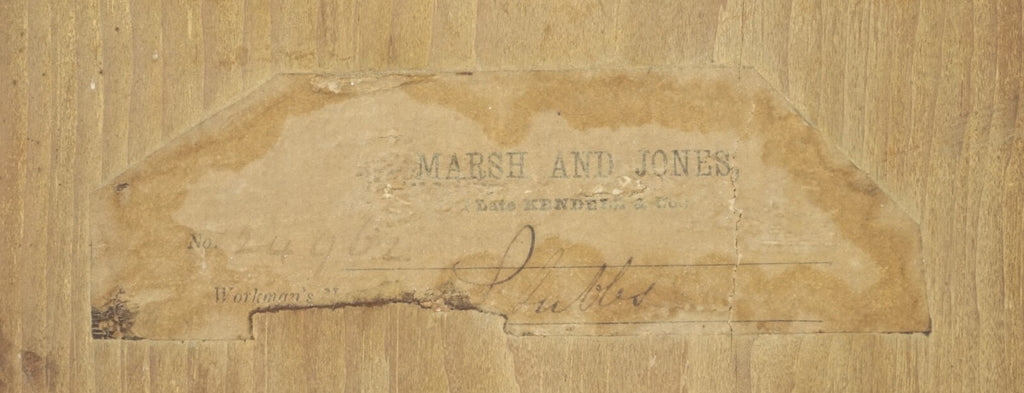 MARSH AND JONES,
Late KENDELL & Co.
No. 24962
Workman's Stubbs